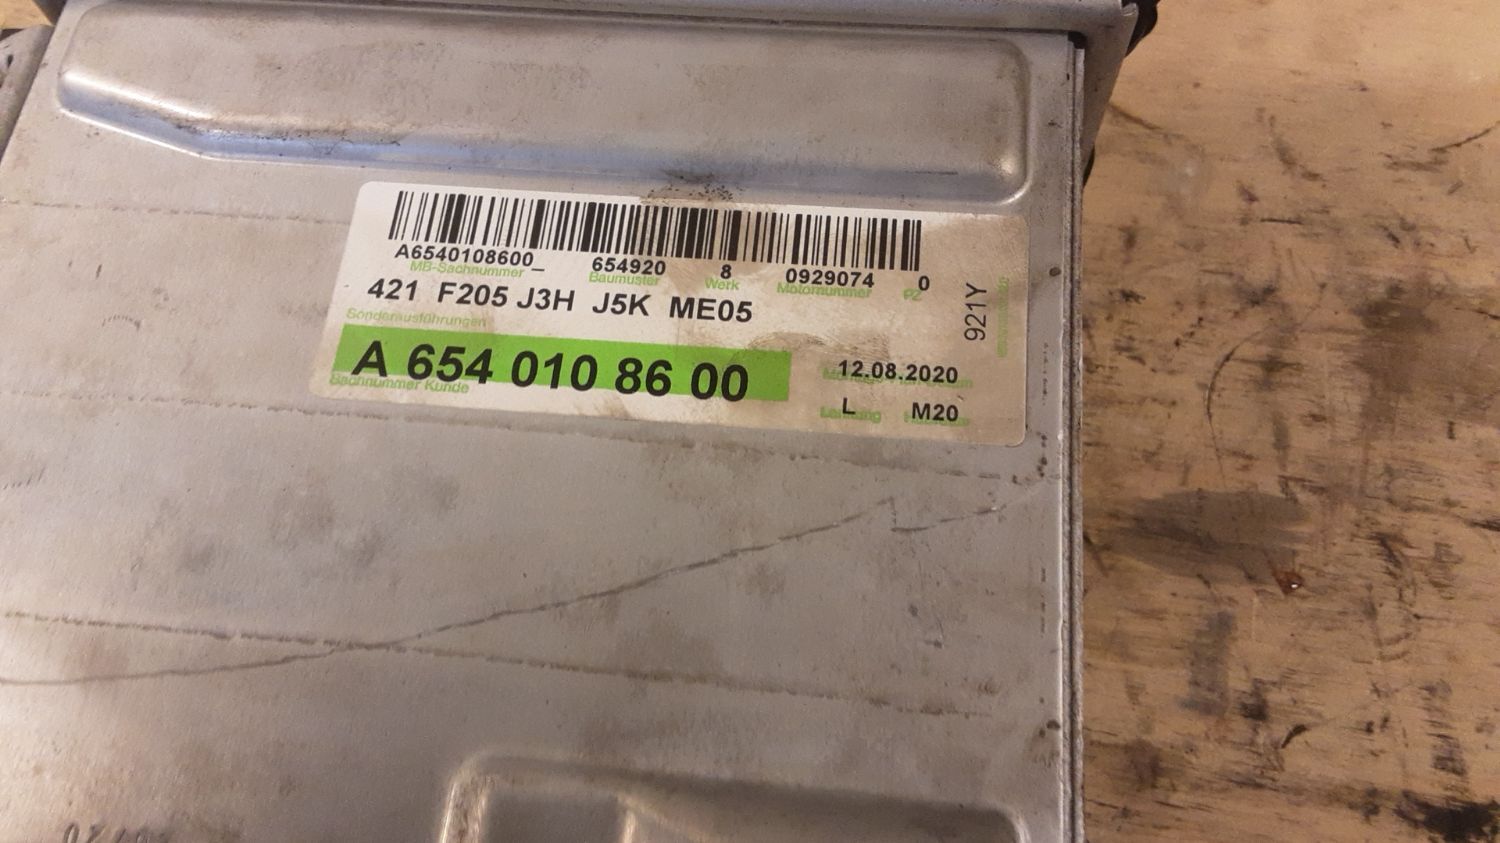 A6540108600_ 654920 8 0929074 0
MB-Sachnummer Baumuster Werk Motornummer PZ
421 F205 J3H J5K ME05
Sonderausführungen
921Y
A 654 010 86 00
Sachnummer Kunde
12.08.2020
L M20
Leistung